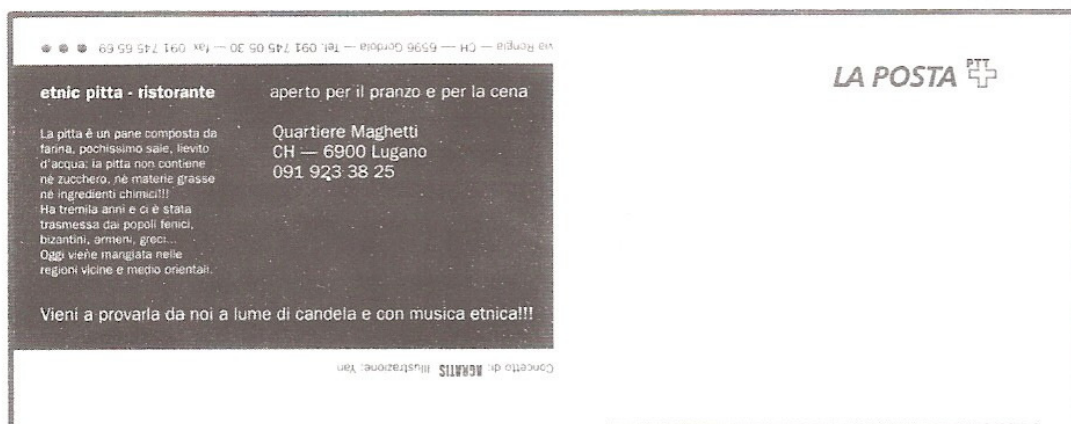 via Rongia — CH — 6596 Gordola — Tel. 091 745 05 30 — fax 091 745 65 69
LA POSTA PTT
etnic pitta - ristorante
La pitta è un pane composta da
farina, pochissimo sale, lievito
d'acqua: la pitta non contiene
nè zucchero, nè materie grasse
nè ingredienti chimici!!!
Ha tremila anni e ci è stata
trasmessa dai popoli fenici,
bizantini, armeni, greci...
Oggi viene mangiata nelle
regioni vicine e medio orientali.
aperto per il pranzo e per la cena
Quartiere Maghetti
CH — 6900 Lugano
091 923 38 25
Vieni a provarla da noi a lume di candela e con musica etnica!!!
Concetto di: AGRATIS Illustrazione: Yan